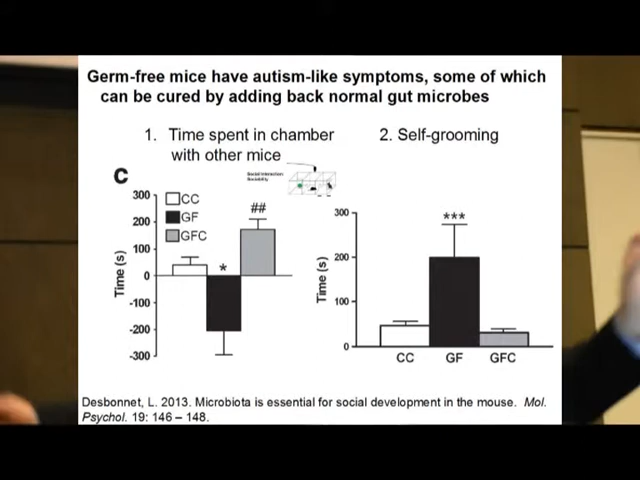 Germ-free mice have autism-like symptoms, some of which
can be cured by adding back normal gut microbes
1. Time spent in chamber
with other mice
2. Self-grooming
C
Social Interaction:
Sociability
300
200
100
0
-100
-200
-300
Time (s)
CC
GF
GFC
*
##
300
200
100
0
Time (s)
***
CC
GF
GFC
Desbonnet, L. 2013. Microbiota is essential for social development in the mouse. Mol.
Psychol. 19: 146 – 148.